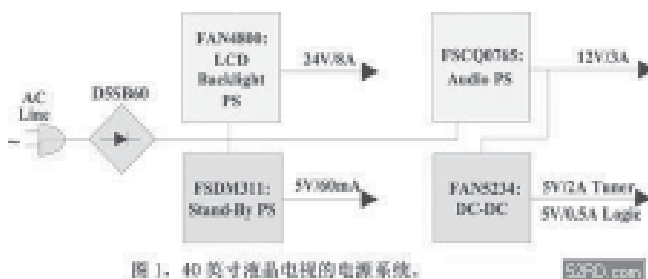 FAN4800:
LCD
Backlight
PS
24V/8A
FSCQ0765:
Audio PS
12V/3A
AC
Line
D5SB60
~
FSDM311:
Stand-By PS
5V/60mA
FAN5234:
DC-DC
5V/2A Tuner
5V/0.5A Logic
图 1. 40 英寸液晶电视的电源系统。